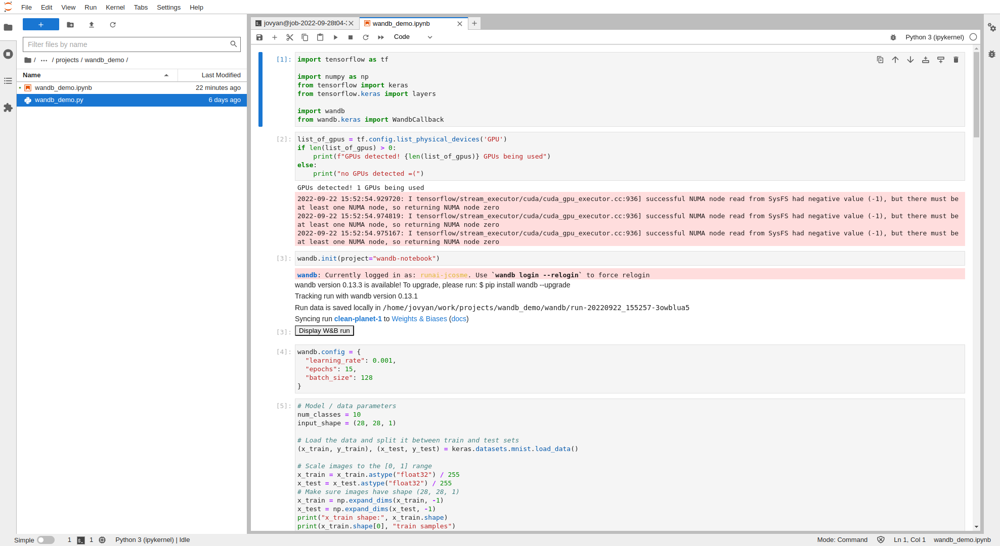 File Edit View Run Kernel Tabs Settings Help
Filter files by name
/ ··· / projects / wandb_demo /
Name Last Modified
wandb_demo.ipynb 22 minutes ago
wandb_demo.py 6 days ago
jovyan@job-2022-09-28t04- wandb_demo.ipynb
Code Python 3 (ipykernel)
[1]: import tensorflow as tf
import numpy as np
from tensorflow import keras
from tensorflow.keras import layers
import wandb
from wandb.keras import WandbCallback
[2]: list_of_gpus = tf.config.list_physical_devices('GPU')
if len(list_of_gpus) > 0:
    print(f"GPUs detected! {len(list_of_gpus)} GPUs being used")
else:
    print("no GPUs detected =(")
GPUs detected! 1 GPUs being used
2022-09-22 15:52:54.929720: I tensorflow/stream_executor/cuda/cuda_gpu_executor.cc:936] successful NUMA node read from SysFS had negative value (-1), but there must be
at least one NUMA node, so returning NUMA node zero
2022-09-22 15:52:54.974819: I tensorflow/stream_executor/cuda/cuda_gpu_executor.cc:936] successful NUMA node read from SysFS had negative value (-1), but there must be
at least one NUMA node, so returning NUMA node zero
2022-09-22 15:52:54.975167: I tensorflow/stream_executor/cuda/cuda_gpu_executor.cc:936] successful NUMA node read from SysFS had negative value (-1), but there must be
at least one NUMA node, so returning NUMA node zero
[3]: wandb.init(project="wandb-notebook")
wandb: Currently logged in as: runai-jcosme. Use `wandb login --relogin` to force relogin
wandb version 0.13.3 is available! To upgrade, please run: $ pip install wandb --upgrade
Tracking run with wandb version 0.13.1
Run data is saved locally in /home/jovyan/work/projects/wandb_demo/wandb/run-20220922_155257-3owblua5
Syncing run clean-planet-1 to Weights & Biases (docs)
[3]: Display W&B run
[4]: wandb.config = {
  "learning_rate": 0.001,
  "epochs": 15,
  "batch_size": 128
}
[5]: # Model / data parameters
num_classes = 10
input_shape = (28, 28, 1)
# Load the data and split it between train and test sets
(x_train, y_train), (x_test, y_test) = keras.datasets.mnist.load_data()
# Scale images to the [0, 1] range
x_train = x_train.astype("float32") / 255
x_test = x_test.astype("float32") / 255
# Make sure images have shape (28, 28, 1)
x_train = np.expand_dims(x_train, -1)
x_test = np.expand_dims(x_test, -1)
print("x_train shape:", x_train.shape)
print(x_train.shape[0], "train samples")
Simple 1 1 Python 3 (ipykernel) | Idle Mode: Command Ln 1, Col 1 wandb_demo.ipynb